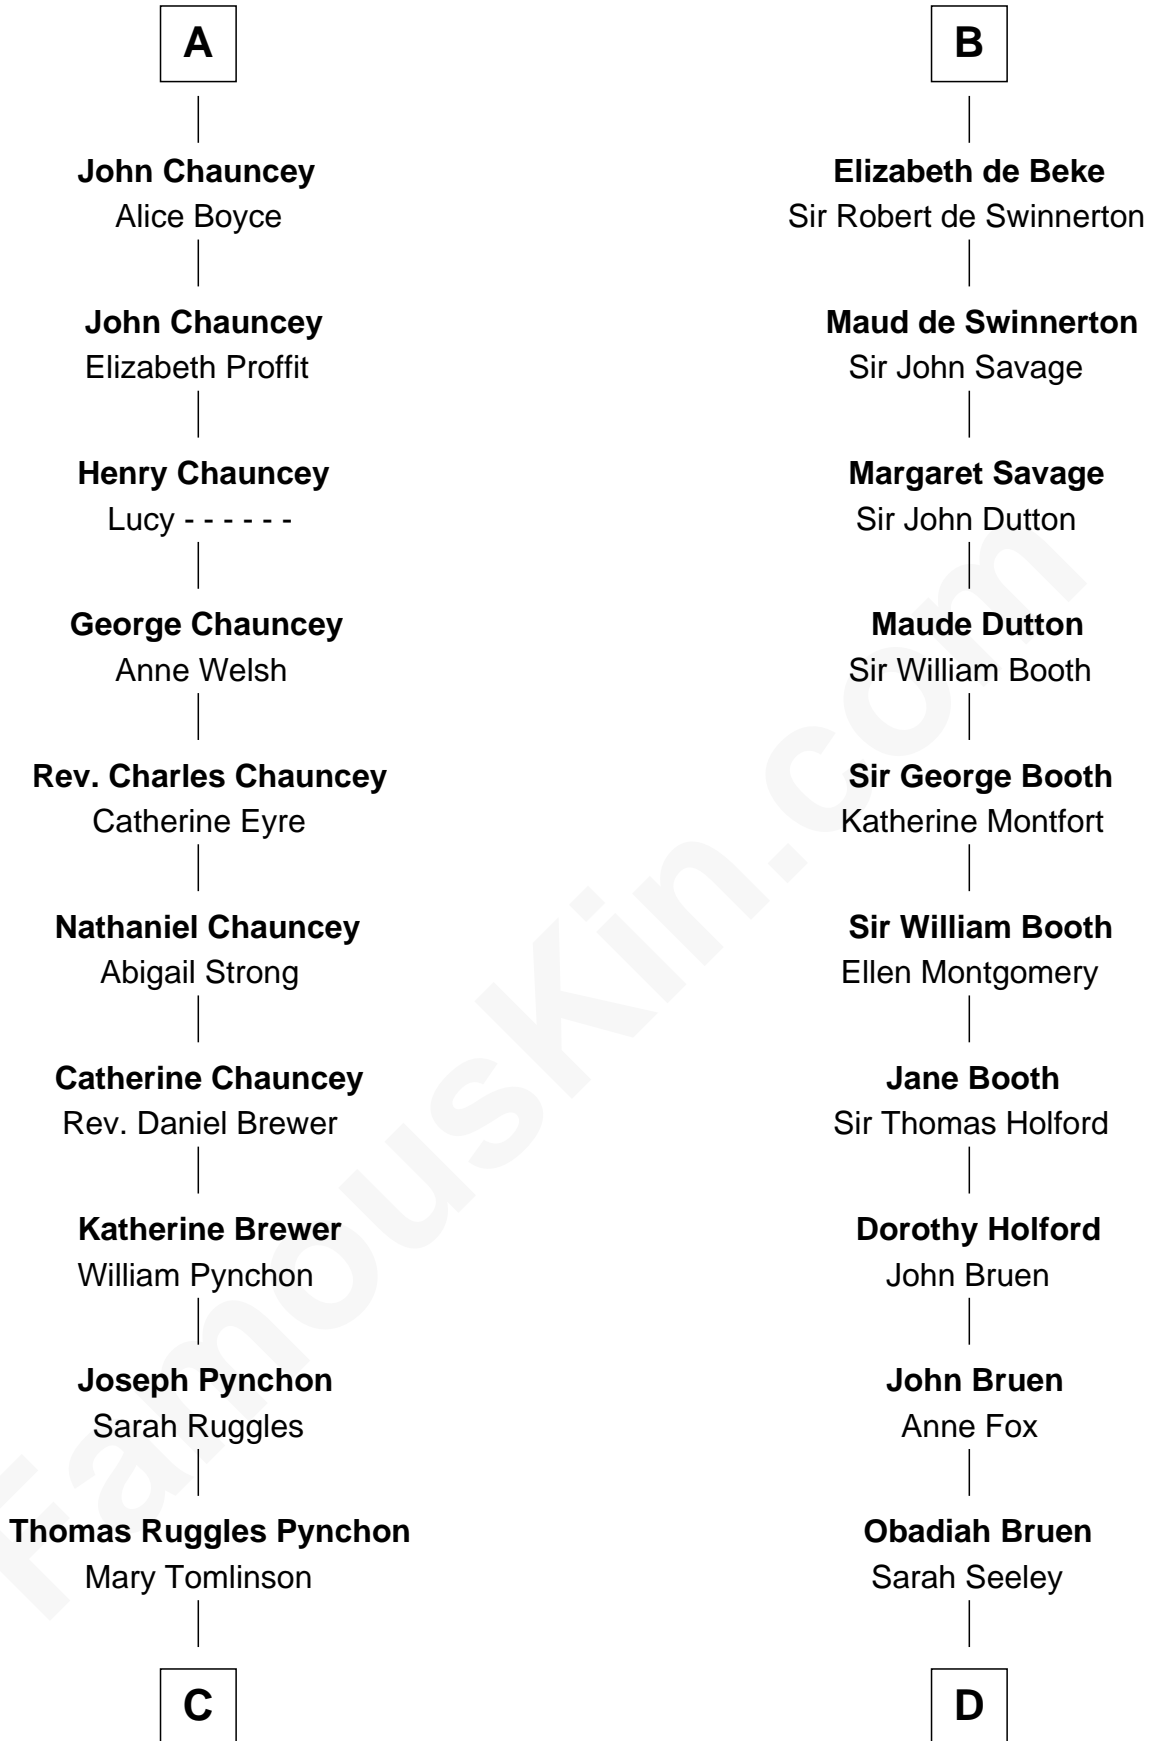 A
John Chauncey
Alice Boyce
John Chauncey
Elizabeth Proffit
Henry Chauncey
Lucy - - - - - -
George Chauncey
Anne Welsh
Rev. Charles Chauncey
Catherine Eyre
Nathaniel Chauncey
Abigail Strong
Catherine Chauncey
Rev. Daniel Brewer
Katherine Brewer
William Pynchon
Joseph Pynchon
Sarah Ruggles
Thomas Ruggles Pynchon
Mary Tomlinson
C
B
Elizabeth de Beke
Sir Robert de Swinnerton
Maud de Swinnerton
Sir John Savage
Margaret Savage
Sir John Dutton
Maude Dutton
Sir William Booth
Sir George Booth
Katherine Montfort
Sir William Booth
Ellen Montgomery
Jane Booth
Sir Thomas Holford
Dorothy Holford
John Bruen
John Bruen
Anne Fox
Obadiah Bruen
Sarah Seeley
D
FamousKin.com